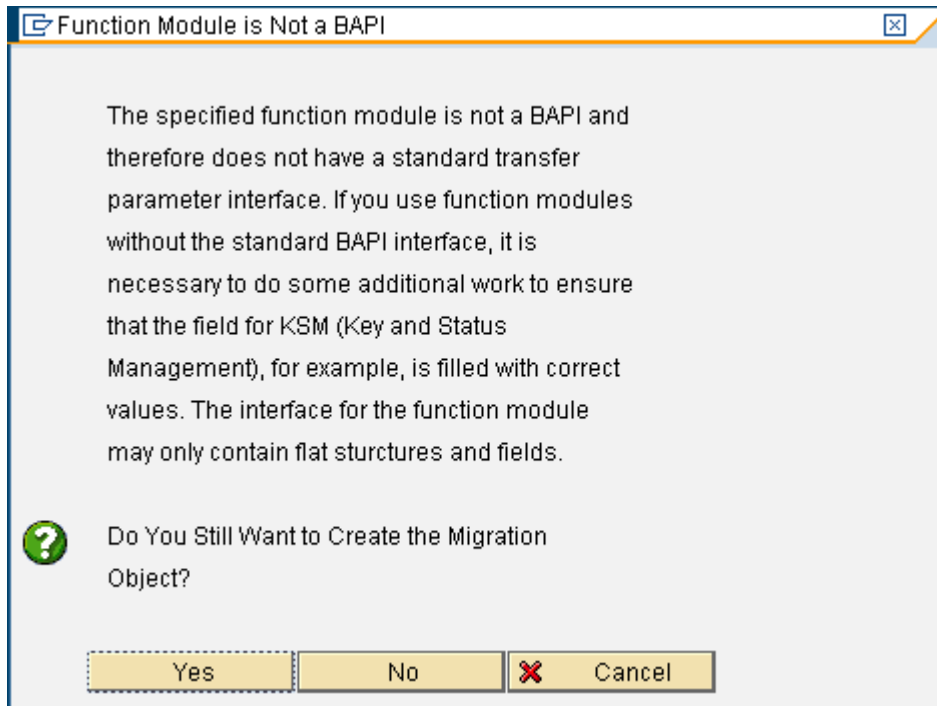 Function Module is Not a BAPI
The specified function module is not a BAPI and
therefore does not have a standard transfer
parameter interface. If you use function modules
without the standard BAPI interface, it is
necessary to do some additional work to ensure
that the field for KSM (Key and Status
Management), for example, is filled with correct
values. The interface for the function module
may only contain flat sturctures and fields.
Do You Still Want to Create the Migration
Object?
Yes No Cancel